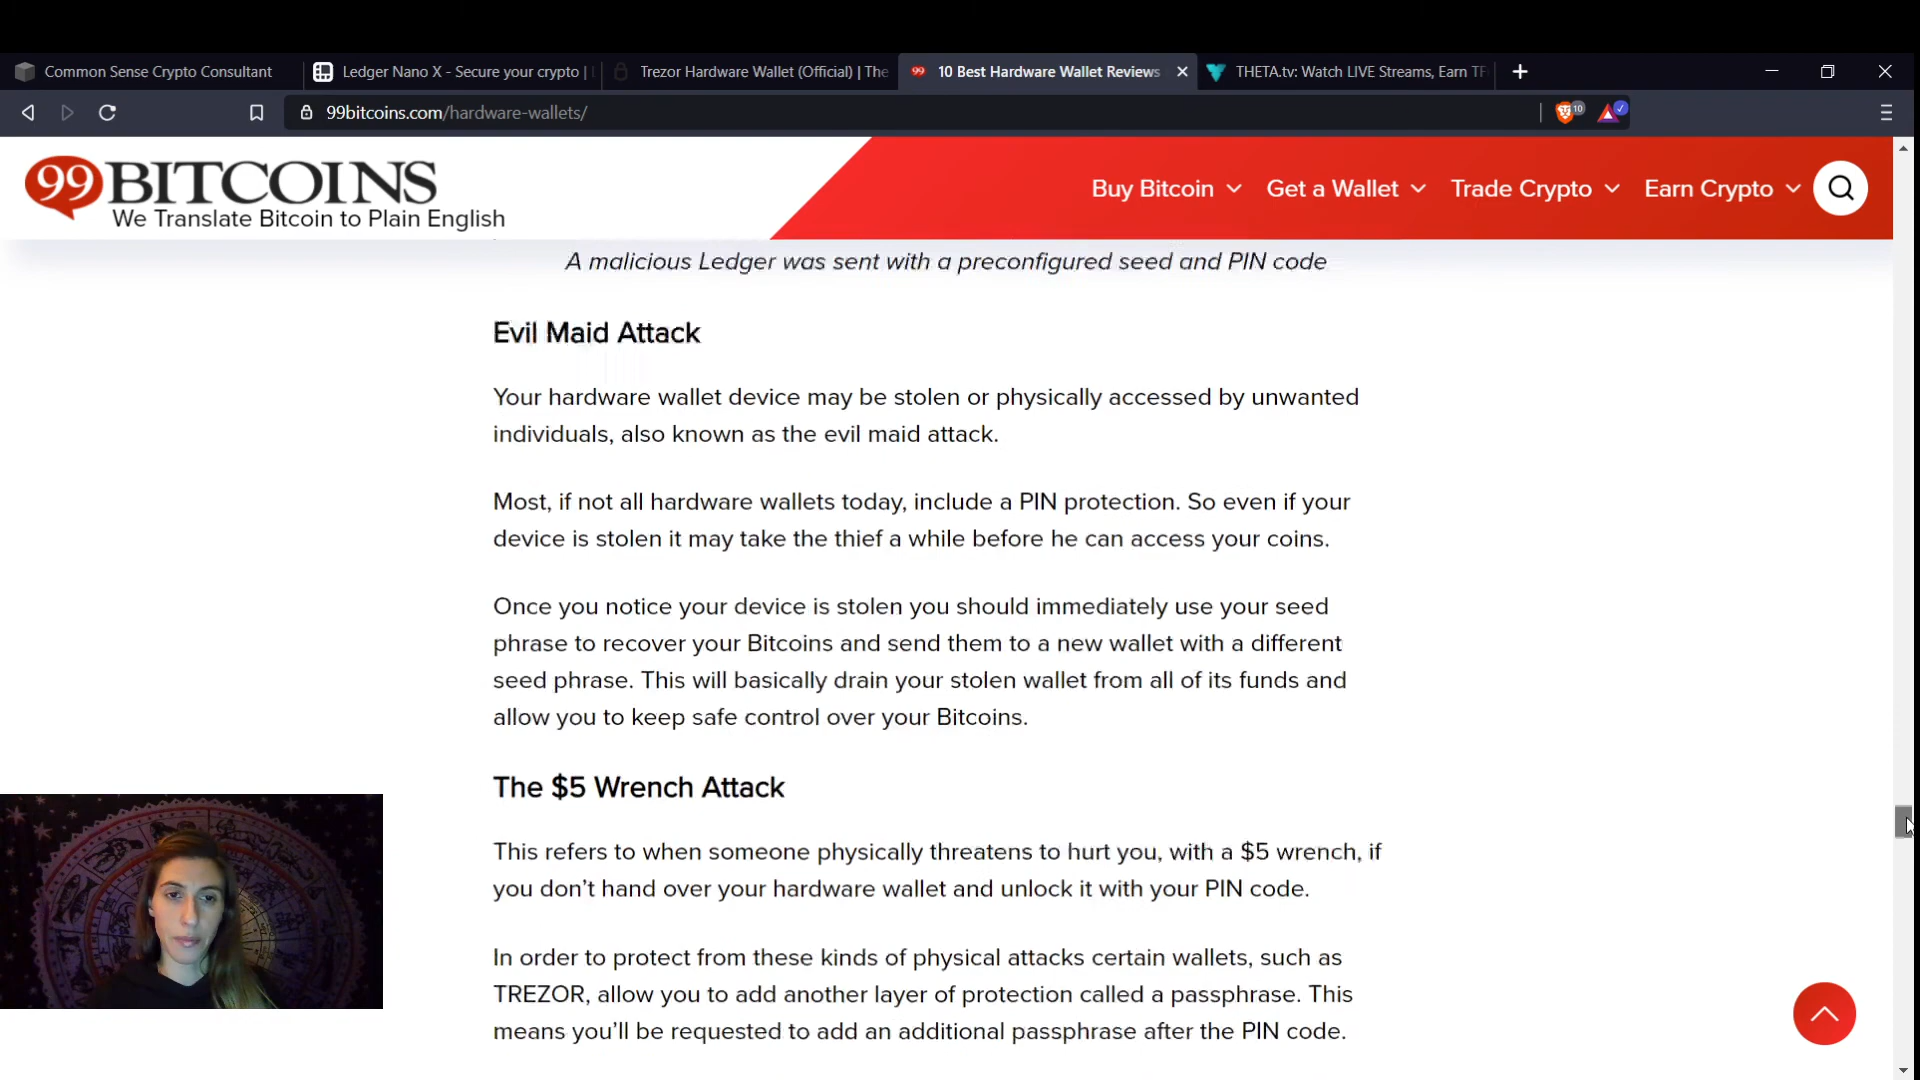 Common Sense Crypto Consultant
Ledger Nano X - Secure your crypto |
Trezor Hardware Wallet (Official) | The
99 10 Best Hardware Wallet Reviews
THETA.tv: Watch LIVE Streams, Earn TF
99bitcoins.com/hardware-wallets/
10
99BITCOINS
We Translate Bitcoin to Plain English
Buy Bitcoin
Get a Wallet
Trade Crypto
Earn Crypto
A malicious Ledger was sent with a preconfigured seed and PIN code
Evil Maid Attack
Your hardware wallet device may be stolen or physically accessed by unwanted
individuals, also known as the evil maid attack.
Most, if not all hardware wallets today, include a PIN protection. So even if your
device is stolen it may take the thief a while before he can access your coins.
Once you notice your device is stolen you should immediately use your seed
phrase to recover your Bitcoins and send them to a new wallet with a different
seed phrase. This will basically drain your stolen wallet from all of its funds and
allow you to keep safe control over your Bitcoins.
The $5 Wrench Attack
This refers to when someone physically threatens to hurt you, with a $5 wrench, if
you don’t hand over your hardware wallet and unlock it with your PIN code.
In order to protect from these kinds of physical attacks certain wallets, such as
TREZOR, allow you to add another layer of protection called a passphrase. This
means you’ll be requested to add an additional passphrase after the PIN code.